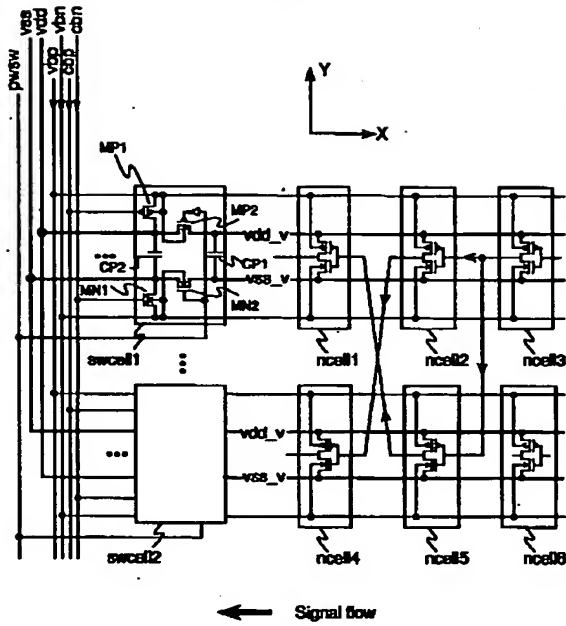 pwsw
vss
vdd
vbp
vbn
cbp
cbn
Y
X
MP1
MP2
vdd_v
CP2
CP1
MN1
vss_v
MN2
swcell1
ncell1
ncell2
ncell3
vdd_v
vss_v
swcell2
ncell4
ncell5
ncell6
Signal flow